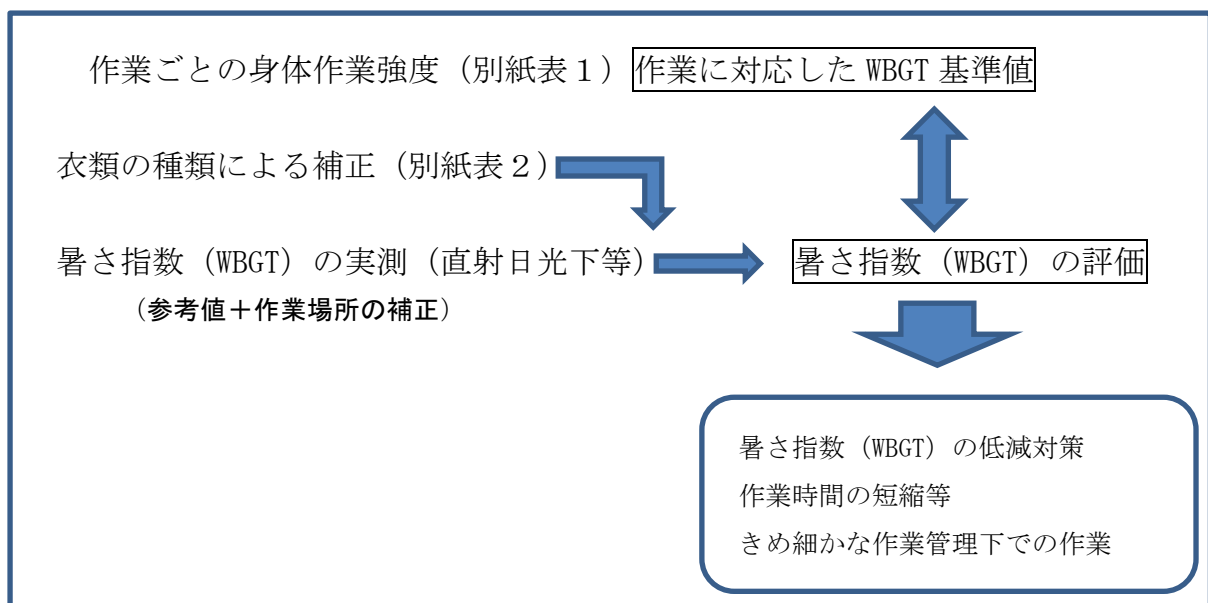 作業ごとの身体作業強度（別紙表１）作業に対応した WBGT 基準値
衣類の種類による補正（別紙表２）
暑さ指数（WBGT）の実測（直射日光下等）
暑さ指数（WBGT）の評価
（参考値＋作業場所の補正）
暑さ指数（WBGT）の低減対策
作業時間の短縮等
きめ細かな作業管理下での作業